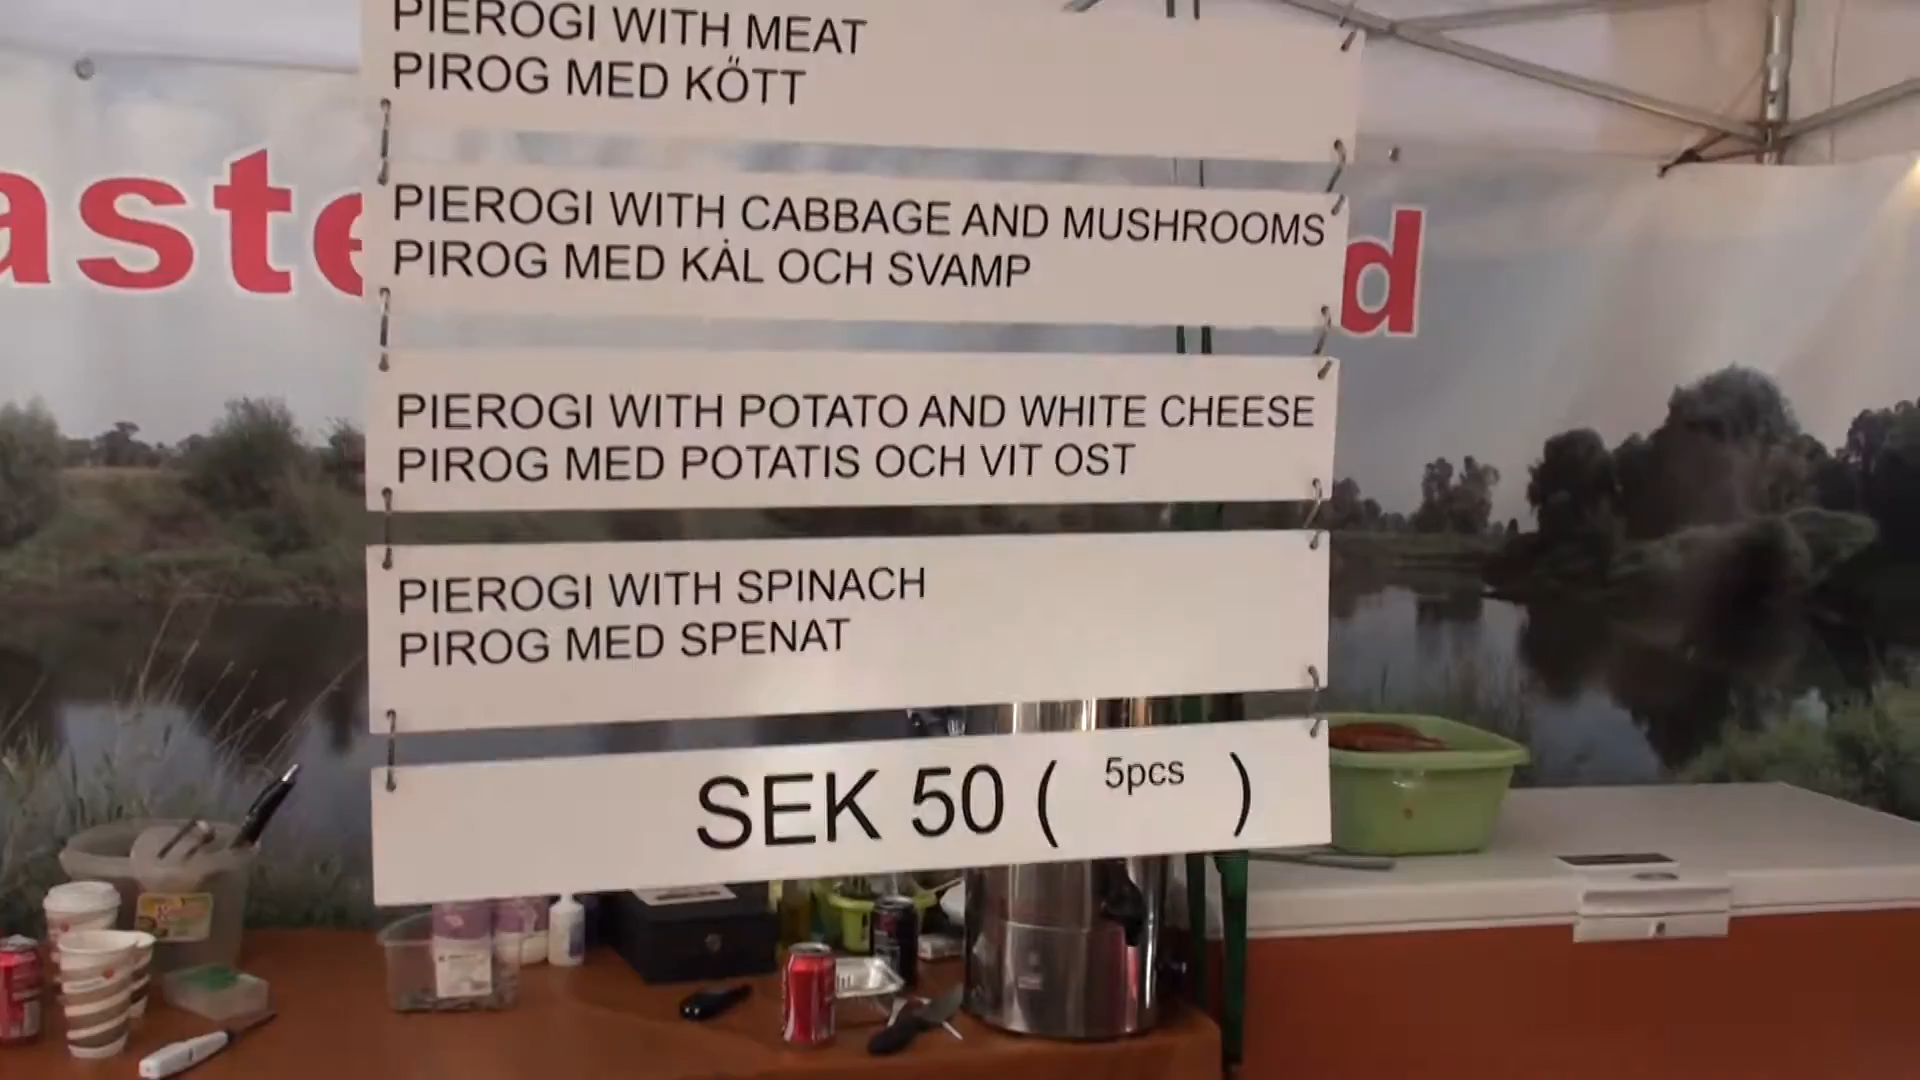 PIEROGI WITH MEAT
PIROG MED KÖTT
PIEROGI WITH CABBAGE AND MUSHROOMS
PIROG MED KÅL OCH SVAMP
PIEROGI WITH POTATO AND WHITE CHEESE
PIROG MED POTATIS OCH VIT OST
PIEROGI WITH SPINACH
PIROG MED SPENAT
SEK 50 ( 5pcs )